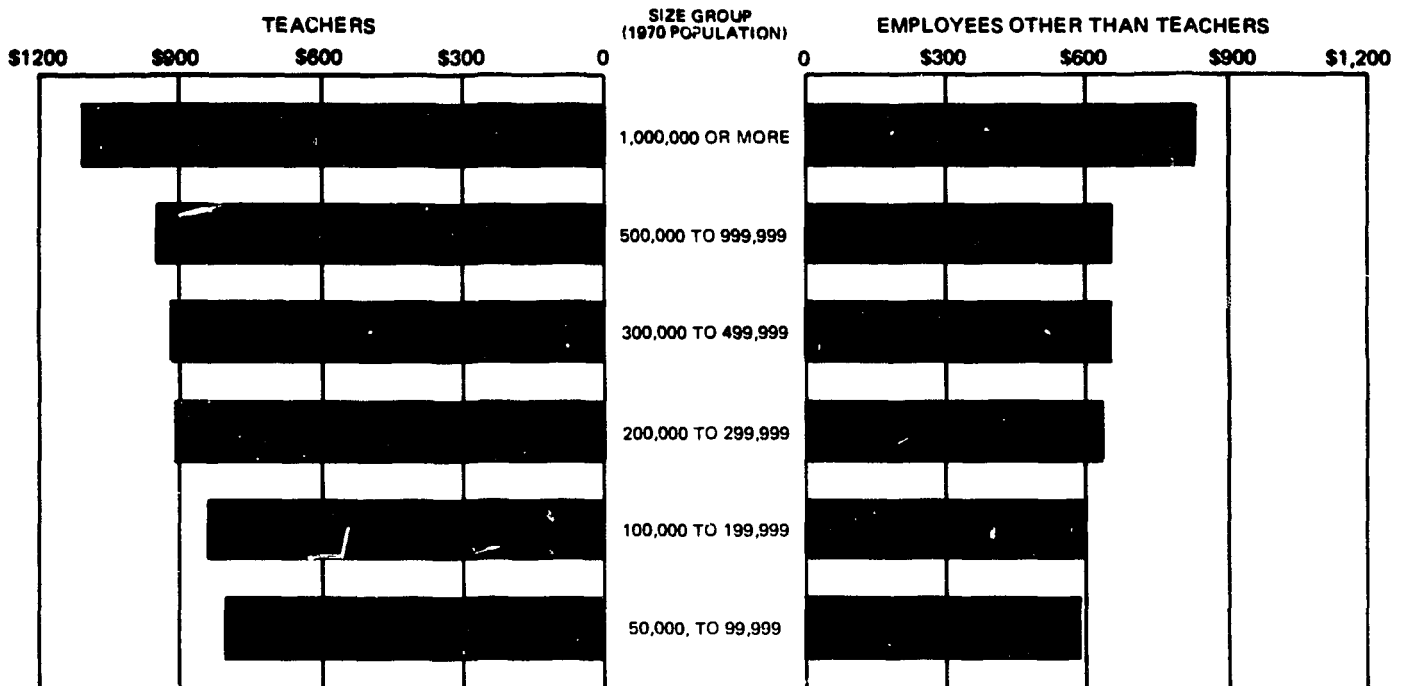 TEACHERS
SIZE GROUP
(1970 POPULATION)
EMPLOYEES OTHER THAN TEACHERS
$1200 $900 $600 $300 0
0 $300 $600 $900 $1,200
1,000,000 OR MORE
500,000 TO 999,999
300,000 TO 499,999
200,000 TO 299,999
100,000 TO 199,999
50,000, TO 99,999